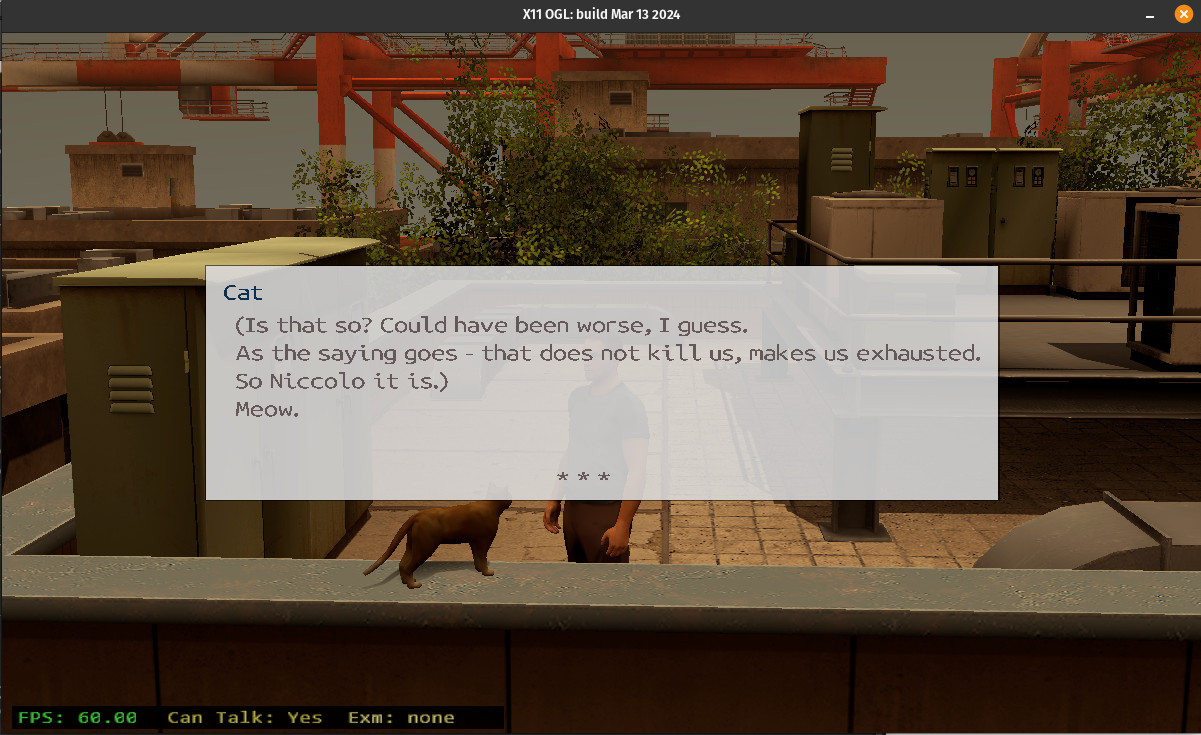 X11 OGL: build Mar 13 2024
Cat
(Is that so? Could have been worse, I guess.
As the saying goes - that does not kill us, makes us exhausted.
So Niccolo it is.)
Meow.
* * *
FPS: 60.00 Can Talk: Yes Exm: none